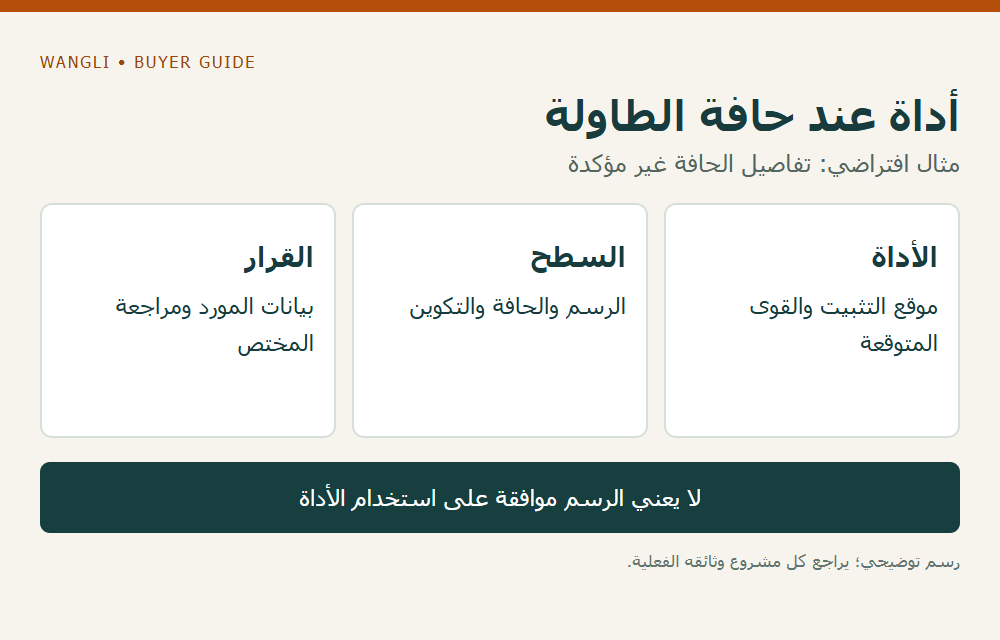 WANGLI • BUYER GUIDE
أداة عند حافة الطاولة
مثال افتراضي: تفاصيل الحافة غير مؤكدة
الأداة
موقع التثبيت والقوى
المتوقعة
السطح
الرسم والحافة والتكوين
القرار
بيانات المورد ومراجعة
المختص
لا يعني الرسم موافقة على استخدام الأداة
رسم توضيحي؛ يراجع كل مشروع وثائقه الفعلية.